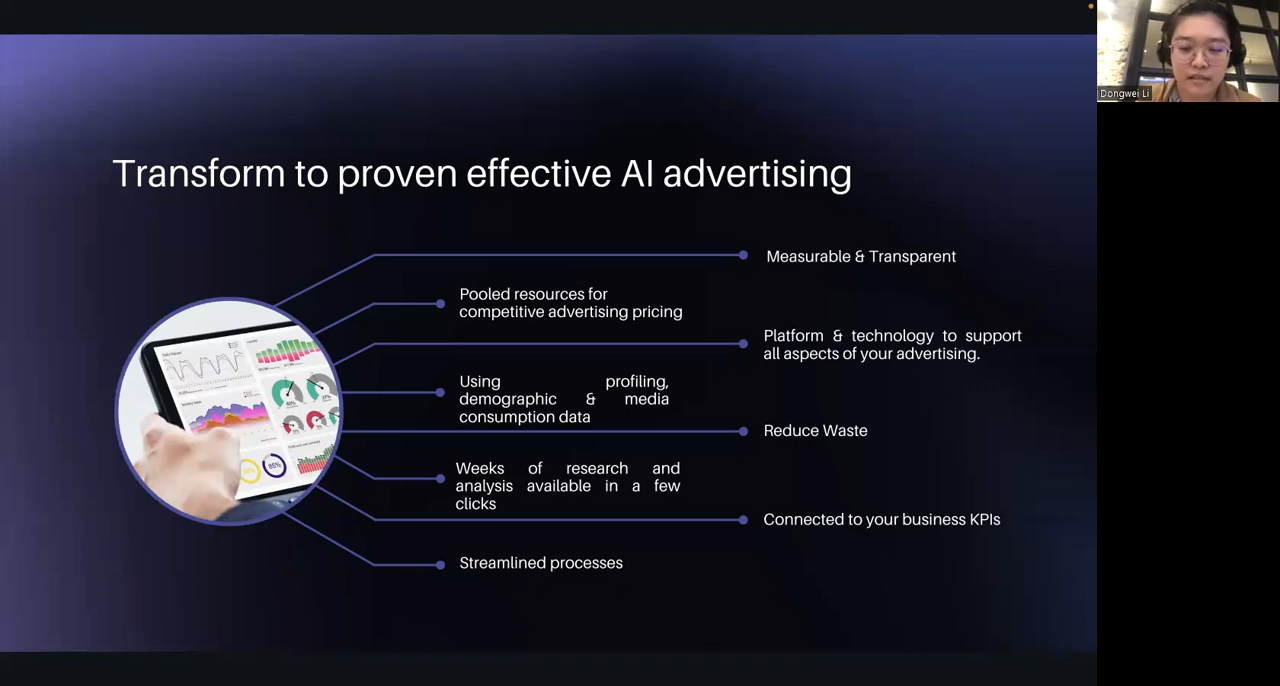 Transform to proven effective AI advertising
Measurable & Transparent
Pooled resources for
competitive advertising pricing
Platform & technology to support
all aspects of your advertising.
Using profiling,
demographic & media
consumption data
Reduce Waste
Weeks of research and
analysis available in a few
clicks
Connected to your business KPIs
Streamlined processes
85%
Dongwei Li